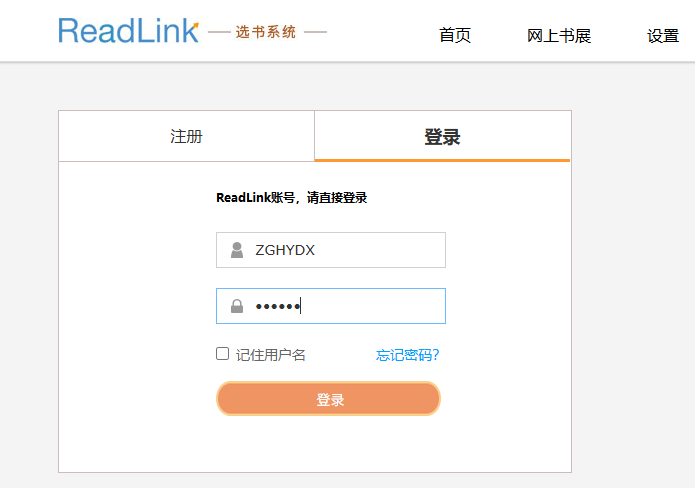 ReadLink — 选书系统 — 首页 网上书展 设置
注册 登录
ReadLink账号，请直接登录
ZGHYDX
••••••
记住用户名 忘记密码?
登录